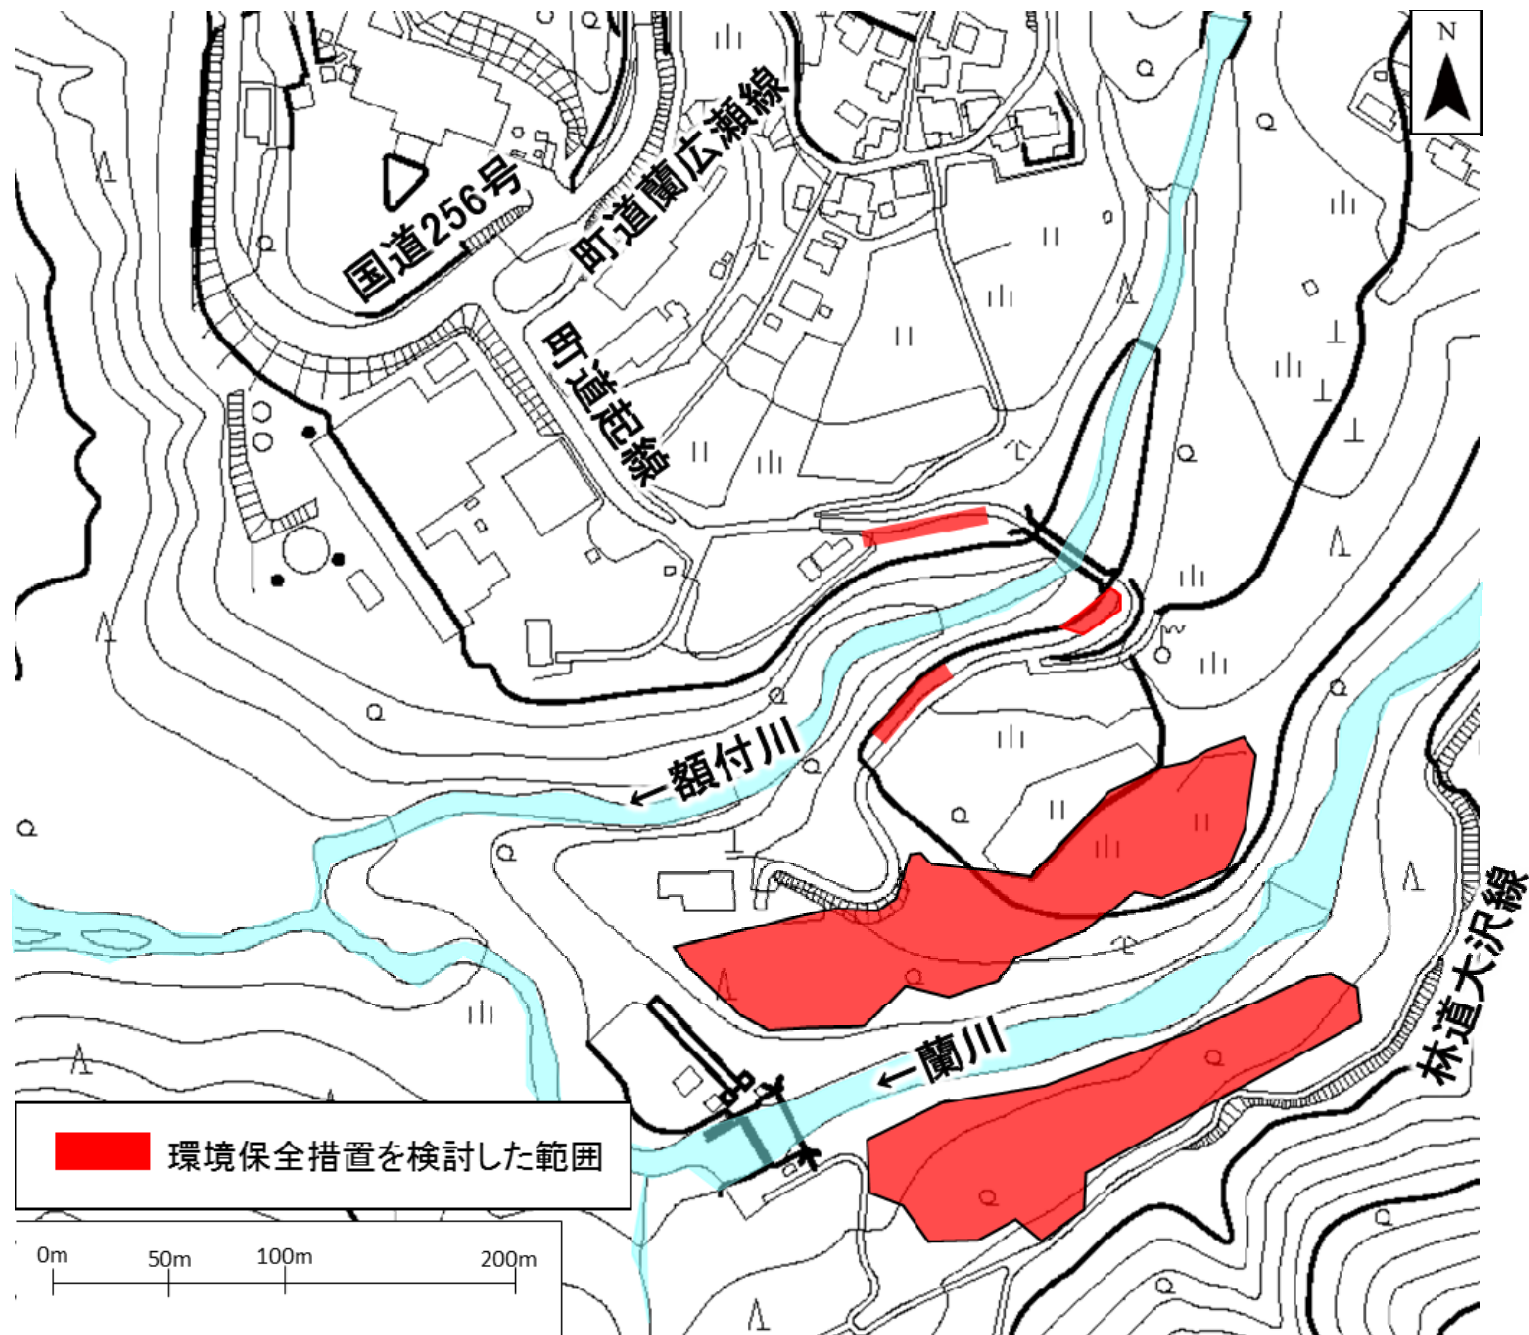 N
町道蘭広瀬線
国道256号
町道起線
←額付川
林道大沢線
←蘭川
環境保全措置を検討した範囲
0m 50m 100m 200m